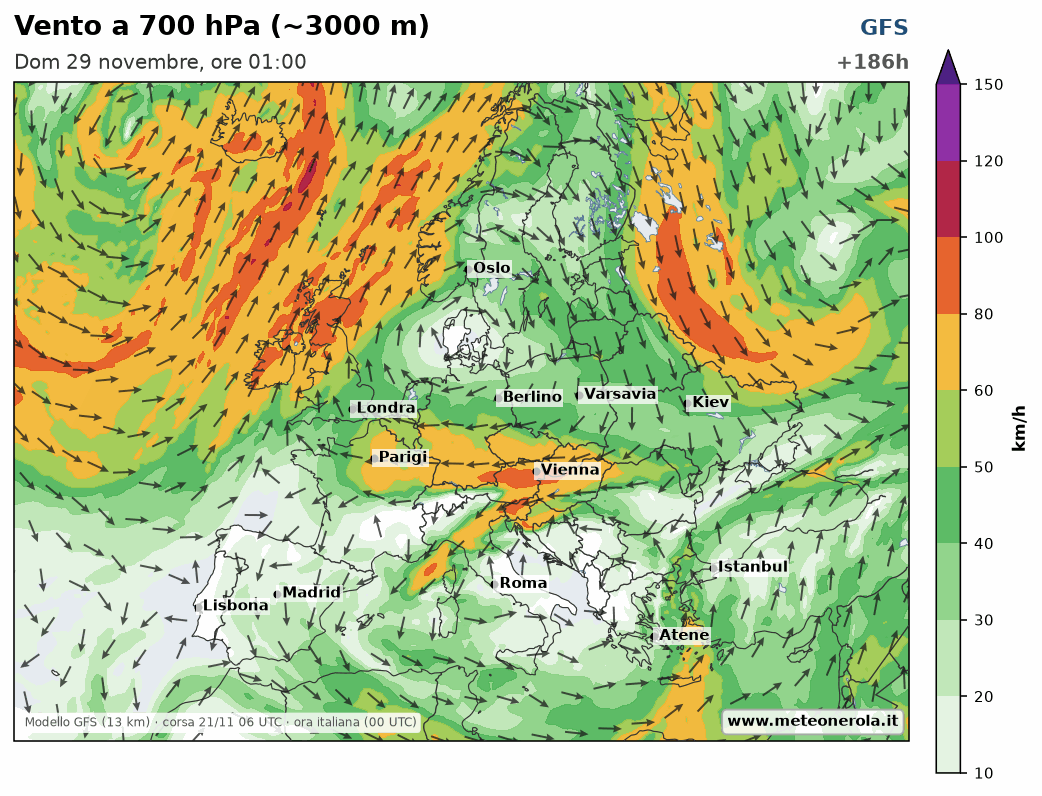 Vento a 700 hPa (~3000 m)
GFS
Dom 29 novembre, ore 01:00
+186h
150
120
100
80
60
50
40
30
20
10
km/h
Oslo
Londra
Berlino
Varsavia
Kiev
Parigi
Vienna
Istanbul
Roma
Madrid
Lisbona
Atene
Modello GFS (13 km) · corsa 21/11 06 UTC · ora italiana (00 UTC)
www.meteonerola.it